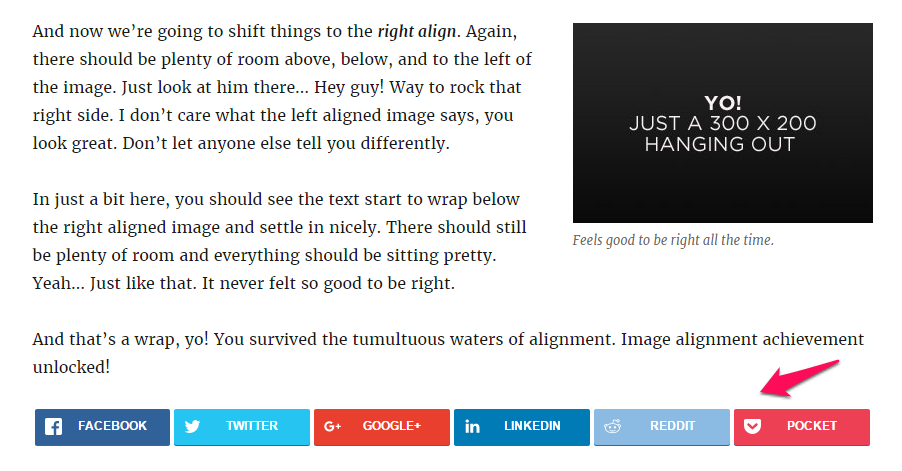 And now we’re going to shift things to the right align. Again,
there should be plenty of room above, below, and to the left of
the image. Just look at him there… Hey guy! Way to rock that
right side. I don’t care what the left aligned image says, you
look great. Don’t let anyone else tell you differently.
YO!
JUST A 300 X 200
HANGING OUT
Feels good to be right all the time.
In just a bit here, you should see the text start to wrap below
the right aligned image and settle in nicely. There should still
be plenty of room and everything should be sitting pretty.
Yeah… Just like that. It never felt so good to be right.
And that’s a wrap, yo! You survived the tumultuous waters of alignment. Image alignment achievement
unlocked!
FACEBOOK TWITTER G+ GOOGLE+ in LINKEDIN REDDIT POCKET